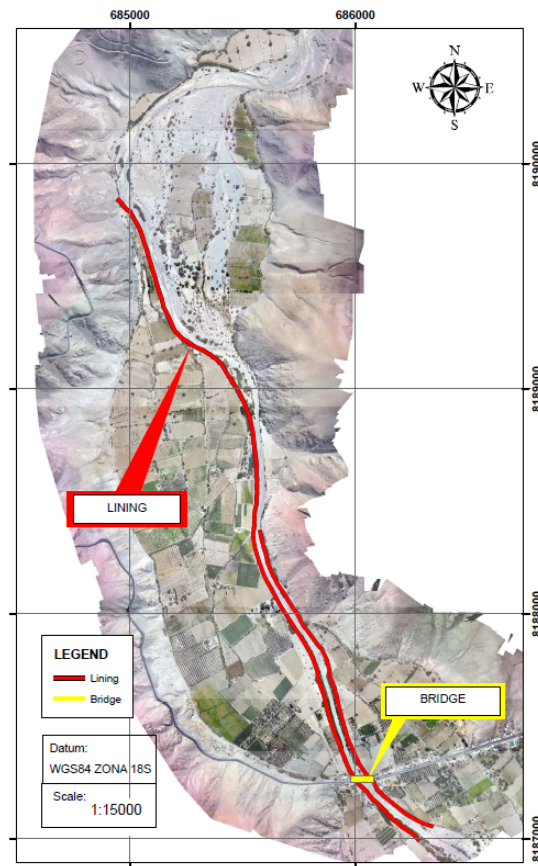 685000
686000
N
W
E
S
8190000
8189000
LINING
8188000
LEGEND
Lining
Bridge
BRIDGE
Datum:
WGS84 ZONA 18S
Scale:
1:15000
8187000